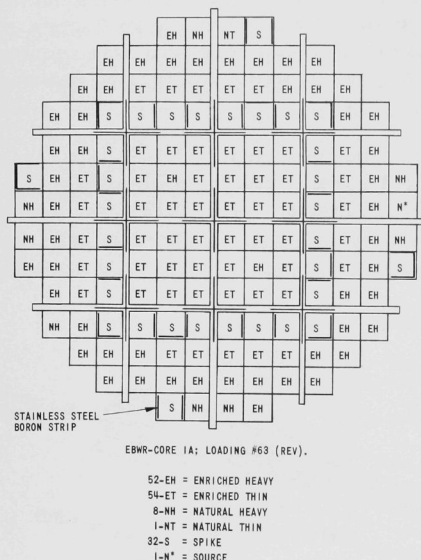 EH NH NT S
EH EH EH EH EH EH EH EH
EH EH EH ET ET ET ET EH EH EH
EH EH S S S S S S S S EH EH
EH EH S ET ET ET ET ET ET S ET EH
S EH ET S EH ET ET ET ET ET S ET EH NH
NH EH ET S ET ET ET ET ET ET S ET EH N*
NH EH ET S ET ET ET ET ET ET S ET EH NH
EH EH ET S ET ET ET ET EH ET S ET EH S
EH ET S ET ET ET ET ET ET S EH EH
NH EH S S S S S S S S EH EH
EH EH EH ET ET ET ET EH EH EH
EH EH EH EH EH EH EH EH
S NH NH EH
STAINLESS STEEL
BORON STRIP
EBWR-CORE IA; LOADING #63 (REV).
52-EH = ENRICHED HEAVY
54-ET = ENRICHED THIN
8-NH = NATURAL HEAVY
1-NT = NATURAL THIN
32-S = SPIKE
1-N* = SOURCE